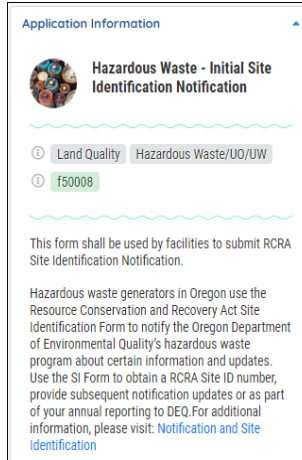 Application Information
Hazardous Waste - Initial Site
Identification Notification
Land Quality Hazardous Waste/UO/UW
f50008
This form shall be used by facilities to submit RCRA
Site Identification Notification.
Hazardous waste generators in Oregon use the
Resource Conservation and Recovery Act Site
Identification Form to notify the Oregon Department
of Environmental Quality's hazardous waste
program about certain information and updates.
Use the SI Form to obtain a RCRA Site ID number,
provide subsequent notification updates or as part
of your annual reporting to DEQ.For additional
information, please visit: Notification and Site
Identification